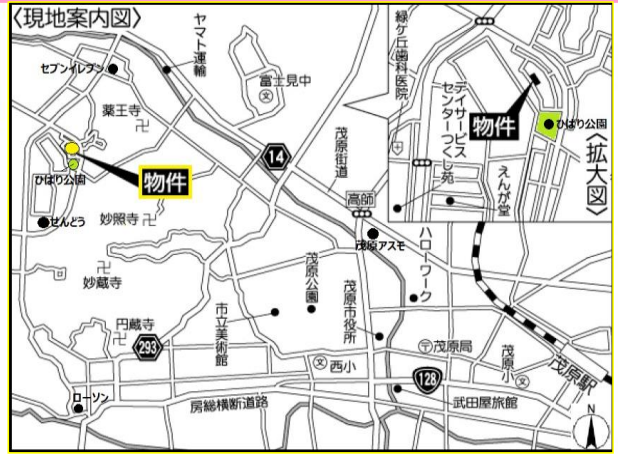 〈現地案内図〉
ヤマト運輸
セブンイレブン
富士見中
文
薬王寺
卍
14
茂原街道
物件
ひばり公園
せんどう
妙照寺
卍
高師
茂原アスモ
ハローワーク
妙蔵寺
卍
円蔵寺
卍
293
市立美術館
茂原公園
茂原市役所
〒茂原局
茂原小
文
茂原駅
文
西小
128
武田屋旅館
ローソン
房総横断道路
N
緑ケ丘歯科医院
デイサービス
センターつくし苑
物件
ひばり公園
えんが堂
〈拡大図〉